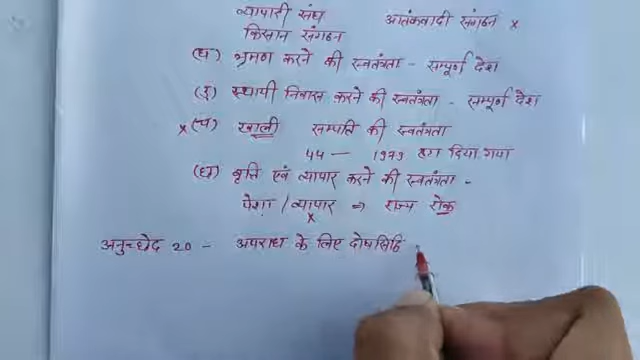 व्यापारी संघ आतंकवादी संगठन ×
किसान संगठन
(घ) भ्रमण करने की स्वतंत्रता - सम्पूर्ण देश
(ङ) स्थायी निवास करने की स्वतंत्रता - सम्पूर्ण देश
× (च) खाली सम्पत्ति की स्वतंत्रता
44 — 1979 हटा दिया गया
(छ) वृत्ति एवं व्यापार करने की स्वतंत्रता -
पेशा / व्यापार ⇒ राज्य रोक
×
अनुच्छेद 20 - अपराध के लिए दोषसिद्धि